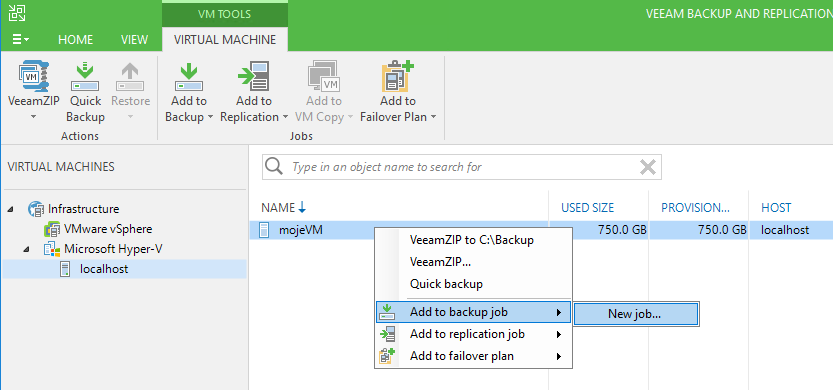 VM TOOLS
VEEAM BACKUP AND REPLICATION
HOME VIEW VIRTUAL MACHINE
VeeamZIP Quick Backup Restore Add to Backup Add to Replication Add to VM Copy Add to Failover Plan
Actions Jobs
VIRTUAL MACHINES
Type in an object name to search for
Infrastructure
VMware vSphere
Microsoft Hyper-V
localhost
NAME USED SIZE PROVISION... HOST
mojeVM 750.0 GB 750.0 GB localhost
VeeamZIP to C:\Backup
VeeamZIP...
Quick backup
Add to backup job New job...
Add to replication job
Add to failover plan